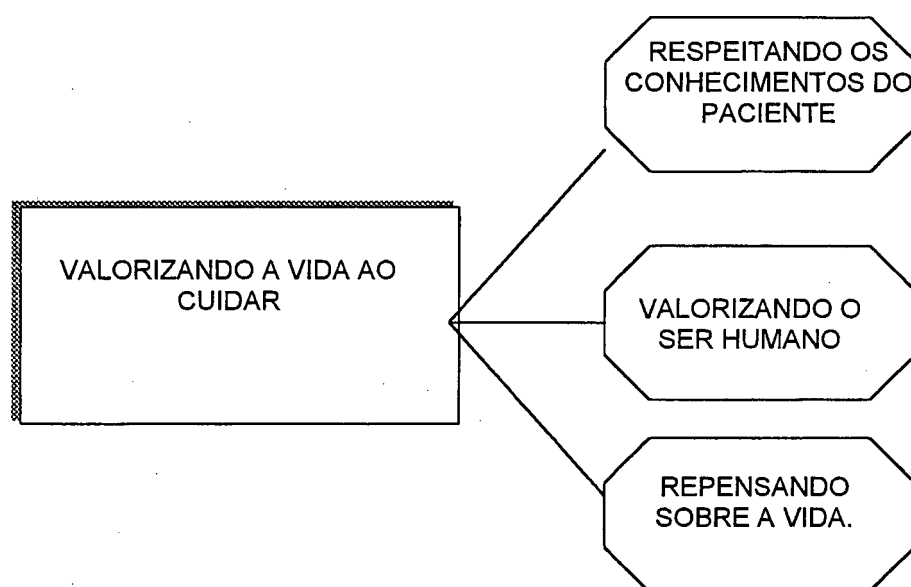 RESPEITANDO OS
CONHECIMENTOS DO
PACIENTE
VALORIZANDO A VIDA AO
CUIDAR
VALORIZANDO O
SER HUMANO
REPENSANDO
SOBRE A VIDA.